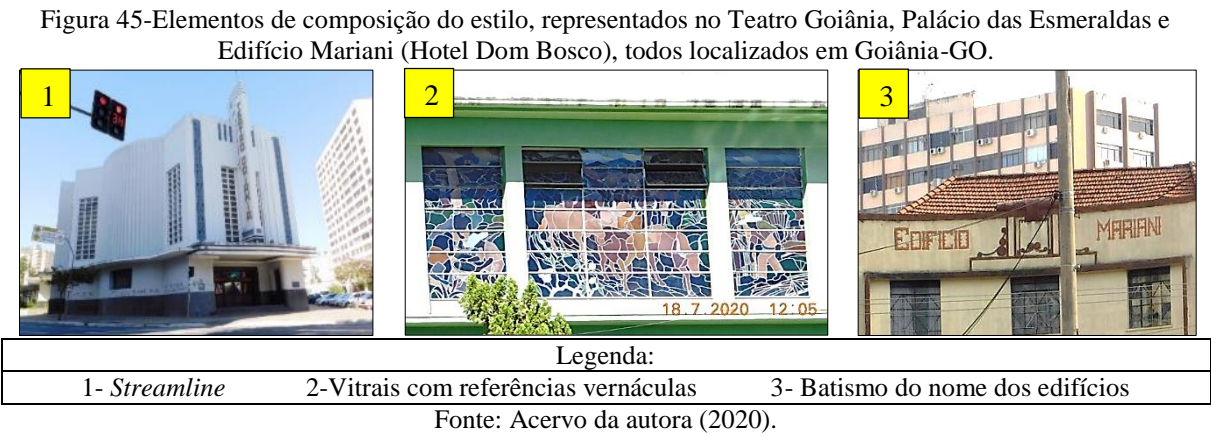 Figura 45-Elementos de composição do estilo, representados no Teatro Goiânia, Palácio das Esmeraldas e
Edifício Mariani (Hotel Dom Bosco), todos localizados em Goiânia-GO.
1
2
3
18.7.2020 12:05
EDIFICIO MARIANI
Legenda:
1- Streamline 2-Vitrais com referências vernáculas 3- Batismo do nome dos edifícios
Fonte: Acervo da autora (2020).